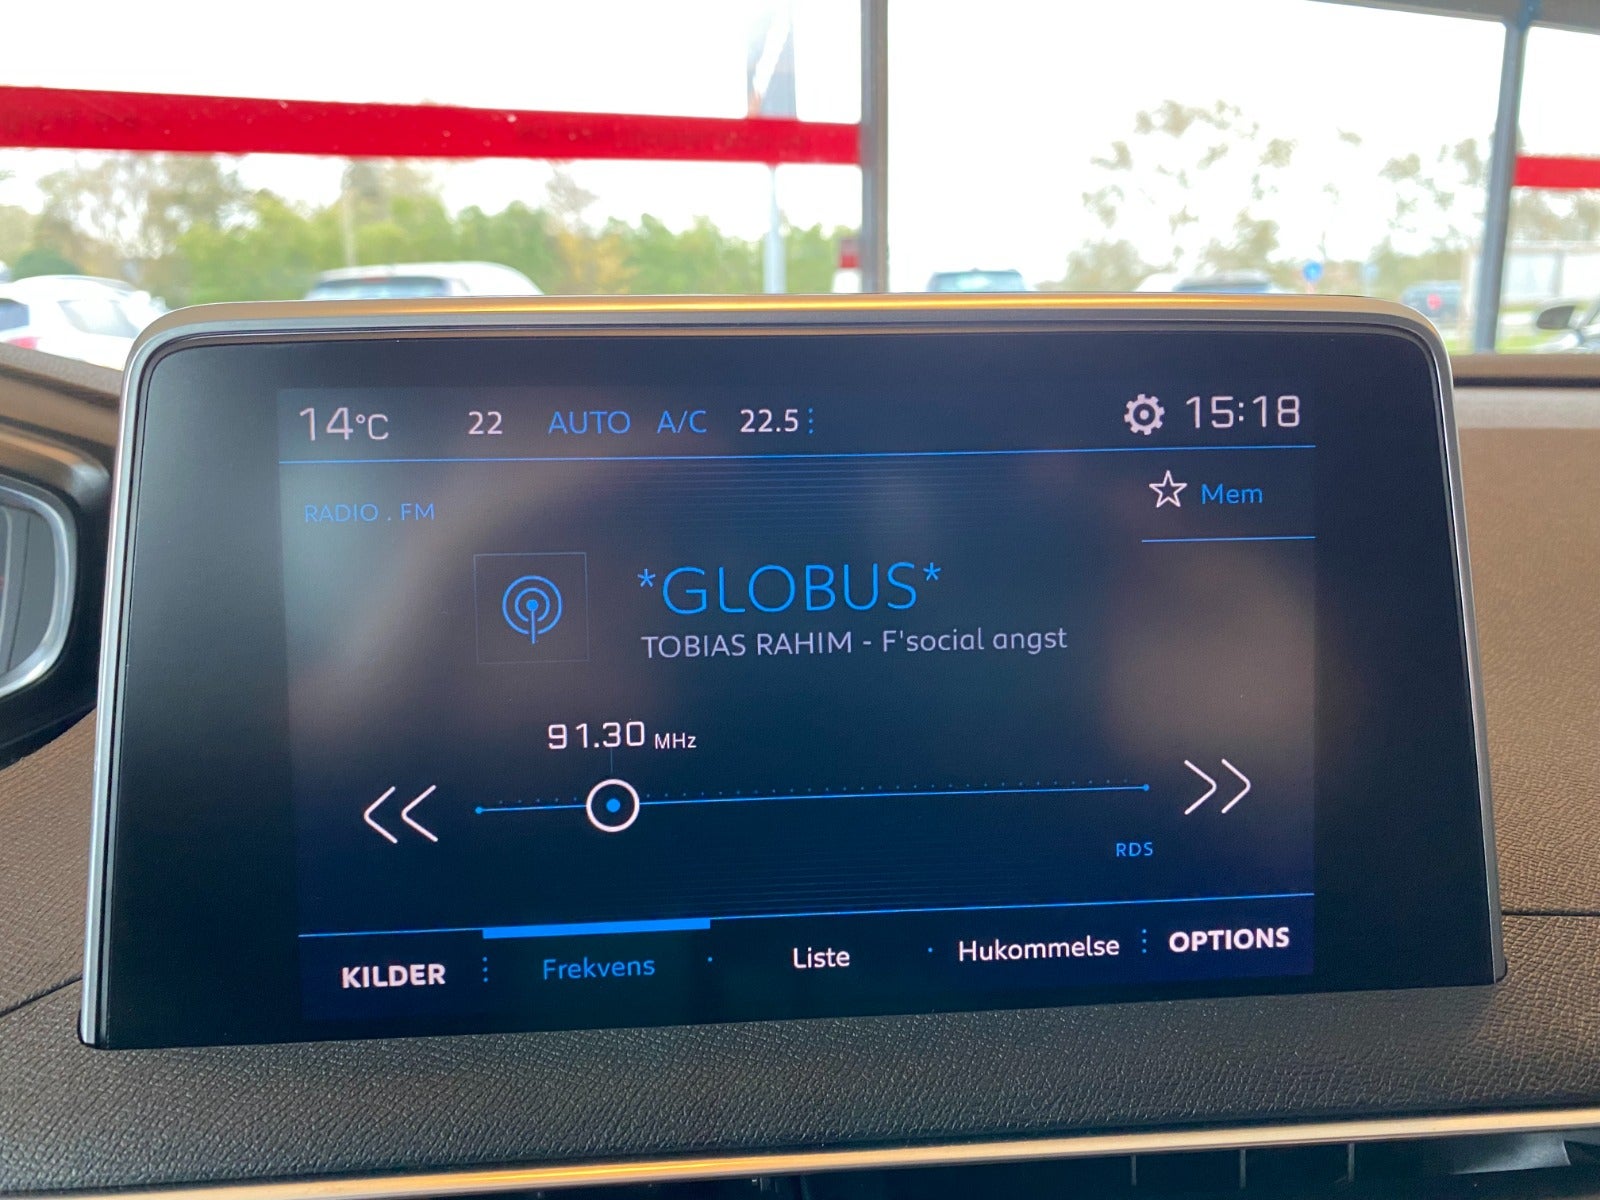 14°C 22 AUTO A/C 22.5 15:18
RADIO . FM
Mem
*GLOBUS*
TOBIAS RAHIM - F'social angst
91.30 MHz
RDS
KILDER Frekvens Liste Hukommelse OPTIONS